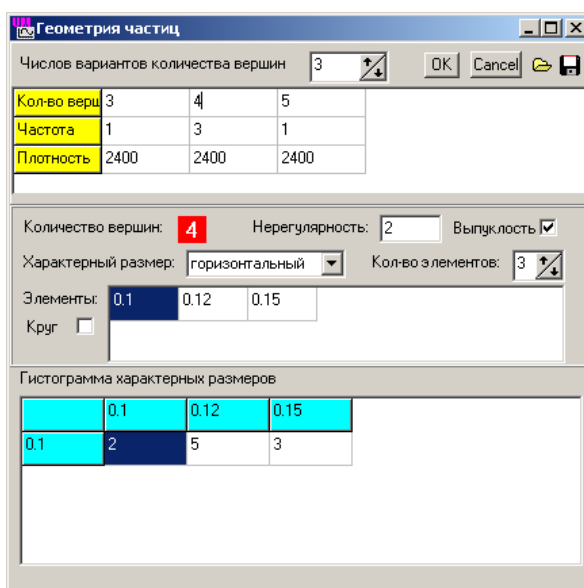 Геометрия частиц
Числов вариантов количества вершин 3 OK Cancel
Кол-во верш 3 4 5
Частота 1 3 1
Плотность 2400 2400 2400
Количество вершин: 4 Нерегулярность: 2 Выпуклость
Характерный размер: горизонтальный Кол-во элементов: 3
Элементы: 0.1 0.12 0.15
Круг
Гистограмма характерных размеров
0.1 0.12 0.15
0.1 2 5 3